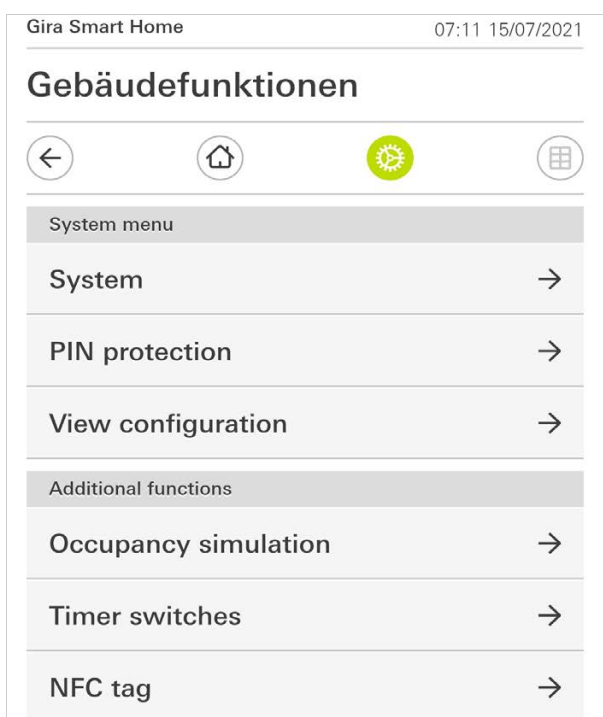 Gira Smart Home 07:11 15/07/2021
Gebäudefunktionen
System menu
System
PIN protection
View configuration
Additional functions
Occupancy simulation
Timer switches
NFC tag